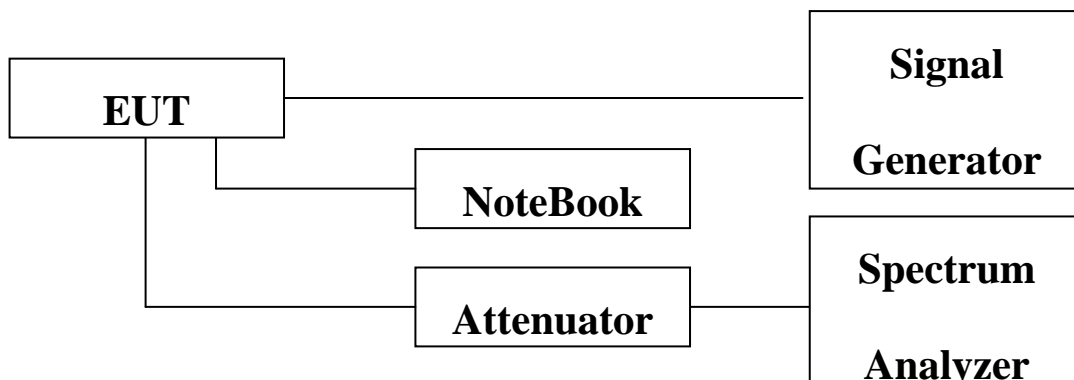 Signal
EUT
Generator
NoteBook
Spectrum
Attenuator
Analyzer